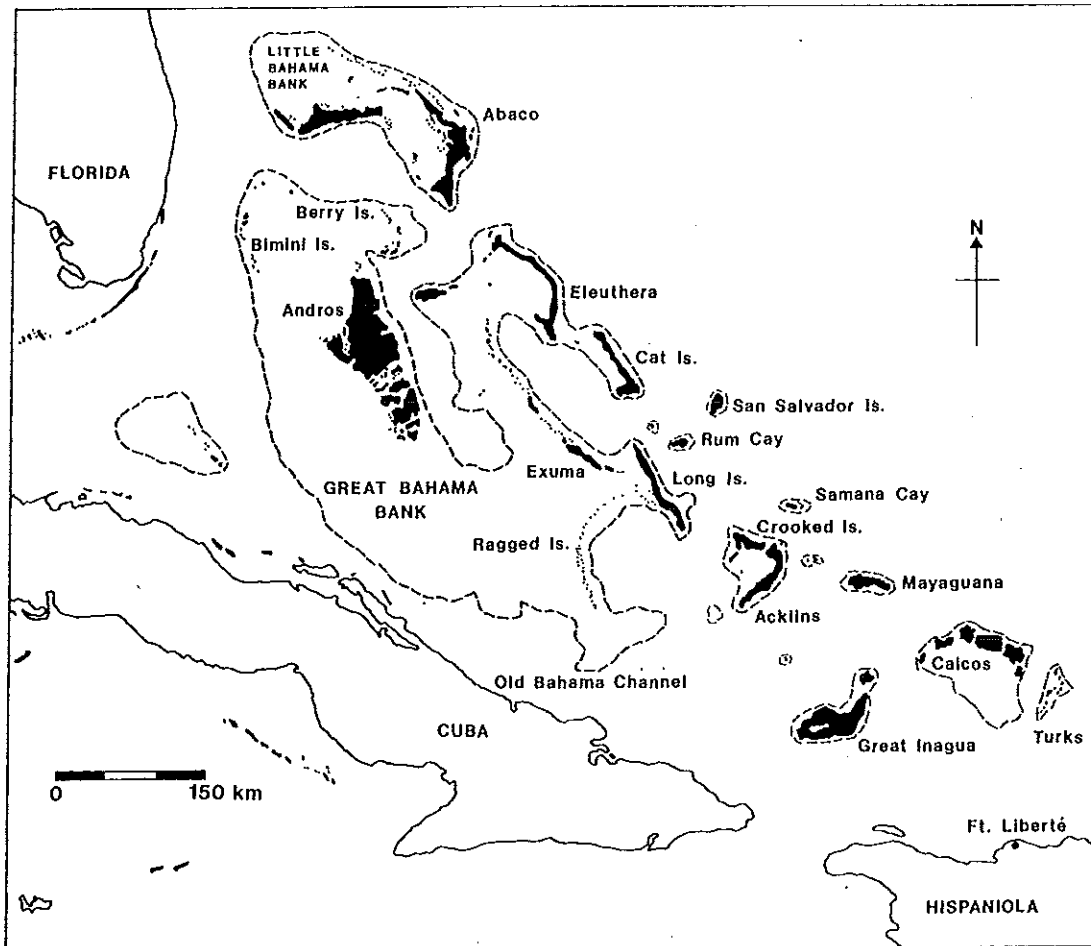 LITTLE
BAHAMA
BANK
Abaco
FLORIDA
Berry Is.
Bimini Is.
N
Eleuthera
Andros
Cat Is.
San Salvador Is.
Rum Cay
Exuma
Long Is.
GREAT BAHAMA
BANK
Samana Cay
Crooked Is.
Ragged Is.
Mayaguana
Acklins
Caicos
Old Bahama Channel
CUBA
Great Inagua
Turks
0 150 km
Ft. Liberté
HISPANIOLA